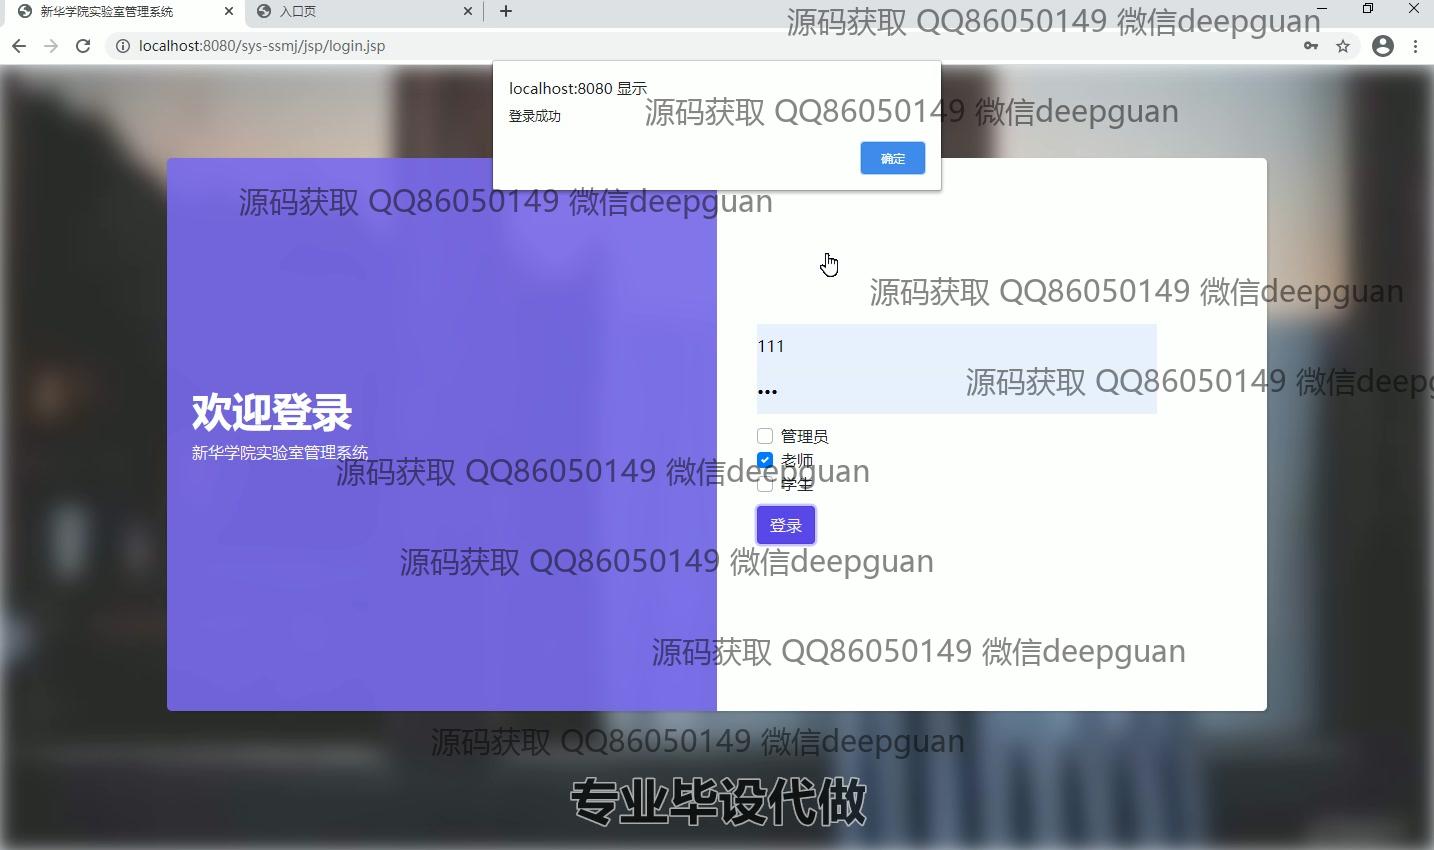 新华学院实验室管理系统
入口页
源码获取 QQ86050149 微信deepguan
localhost:8080/sys-ssmj/jsp/login.jsp
localhost:8080 显示
源码获取 QQ86050149 微信deepguan
登录成功
确定
源码获取 QQ86050149 微信deepguan
源码获取 QQ86050149 微信deepguan
111
源码获取 QQ86050149 微信deepg
欢迎登录
管理员
新华学院实验室管理系统
老师
源码获取 QQ86050149 微信deepguan
学生
登录
源码获取 QQ86050149 微信deepguan
源码获取 QQ86050149 微信deepguan
源码获取 QQ86050149 微信deepguan
专业毕设代做